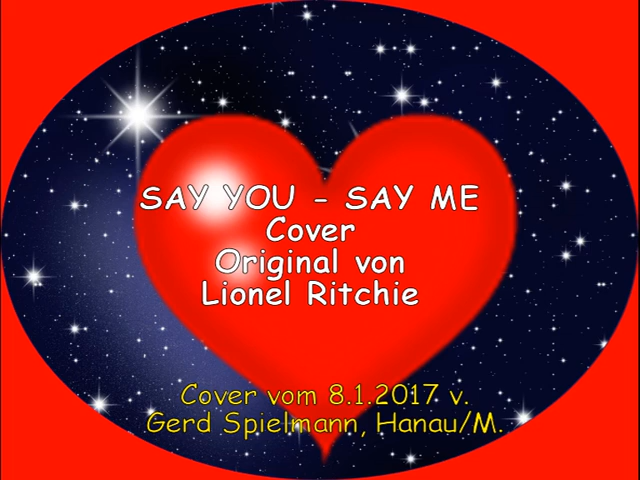 SAY YOU - SAY ME
Cover
Original von
Lionel Ritchie
Cover vom 8.1.2017 v.
Gerd Spielmann, Hanau/M.